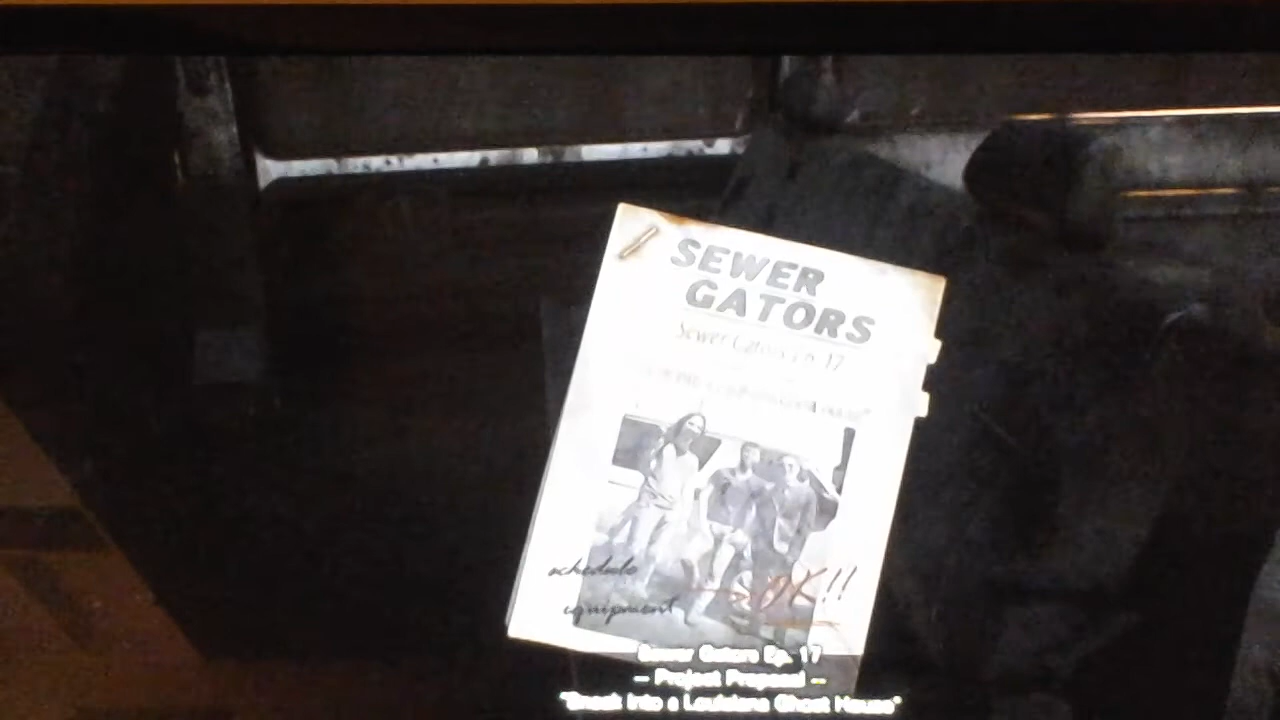 SEWER
GATORS
Sewer Gators Ep. 17
schedule
equipment
OK!!
Sewer Gators Ep. 17
-- Project Proposal --
"Sneak Into a Louisiana Ghost House"